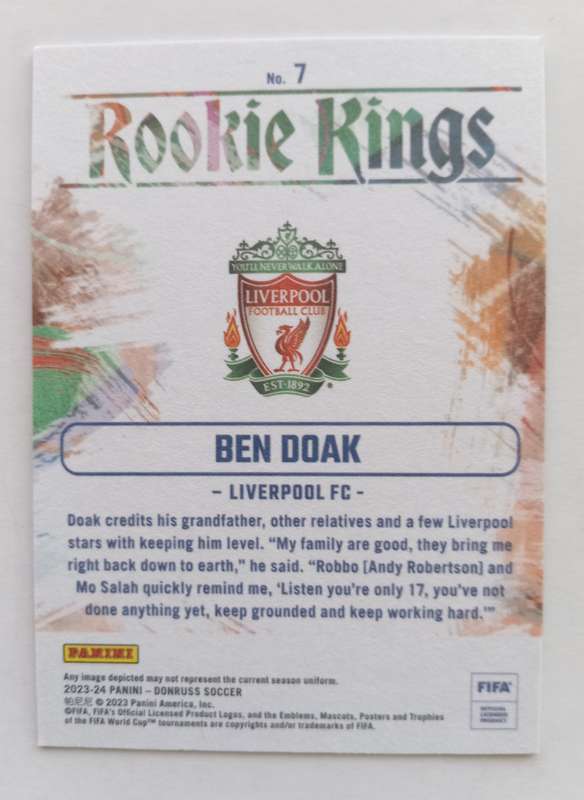 No. 7
Rookie Kings
YOU'LL NEVER WALK ALONE
LIVERPOOL
FOOTBALL CLUB
EST·1892
®
BEN DOAK
– LIVERPOOL FC –
Doak credits his grandfather, other relatives and a few Liverpool
stars with keeping him level. “My family are good, they bring me
right back down to earth,” he said. “Robbo [Andy Robertson] and
Mo Salah quickly remind me, ‘Listen you’re only 17, you’ve not
done anything yet, keep grounded and keep working hard.’”
PANINI
Any image depicted may not represent the current season uniform.
2023-24 PANINI – DONRUSS SOCCER
帕尼尼 © 2023 Panini America, Inc.
©FIFA, FIFA's Official Licensed Product Logos, and the Emblems, Mascots, Posters and Trophies
of the FIFA World Cup™ tournaments are copyrights and/or trademarks of FIFA.
FIFA®
OFFICIAL
LICENSED
PRODUCT